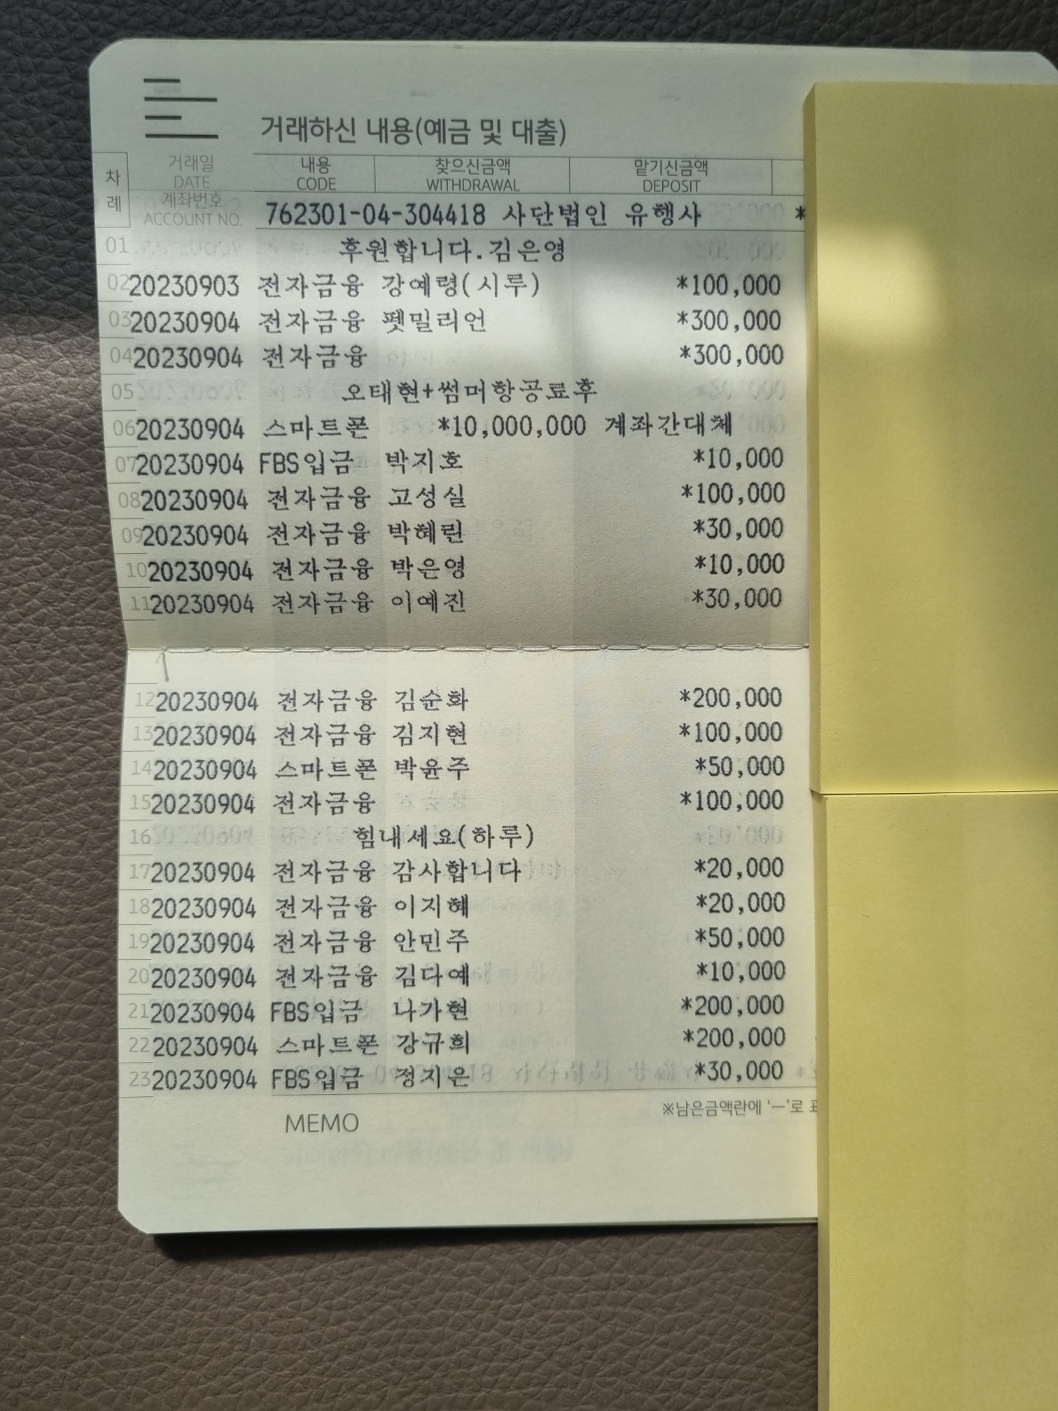 거래하신 내용(예금 및 대출)
차례 거래일 DATE 내용 CODE 찾으신금액 WITHDRAWAL 맡기신금액 DEPOSIT
계좌번호 ACCOUNT NO. 762301-04-304418 사단법인 유행사 *
01 후원합니다.김은영
02 20230903 전자금융 강예령(시루) *100,000
03 20230904 전자금융 펫밀리언 *300,000
04 20230904 전자금융 *300,000
05 오태현+썸머항공료후
06 20230904 스마트폰 *10,000,000 계좌간대체
07 20230904 FBS입금 박지호 *10,000
08 20230904 전자금융 고성실 *100,000
09 20230904 전자금융 박혜린 *30,000
10 20230904 전자금융 박은영 *10,000
11 20230904 전자금융 이예진 *30,000
12 20230904 전자금융 김순화 *200,000
13 20230904 전자금융 김지현 *100,000
14 20230904 스마트폰 박윤주 *50,000
15 20230904 전자금융 *100,000
16 힘내세요(하루)
17 20230904 전자금융 감사합니다 *20,000
18 20230904 전자금융 이지혜 *20,000
19 20230904 전자금융 안민주 *50,000
20 20230904 전자금융 김다예 *10,000
21 20230904 FBS입금 나가현 *200,000
22 20230904 스마트폰 강규희 *200,000
23 20230904 FBS입금 정지은 *30,000
※남은금액란에 '-'로
MEMO